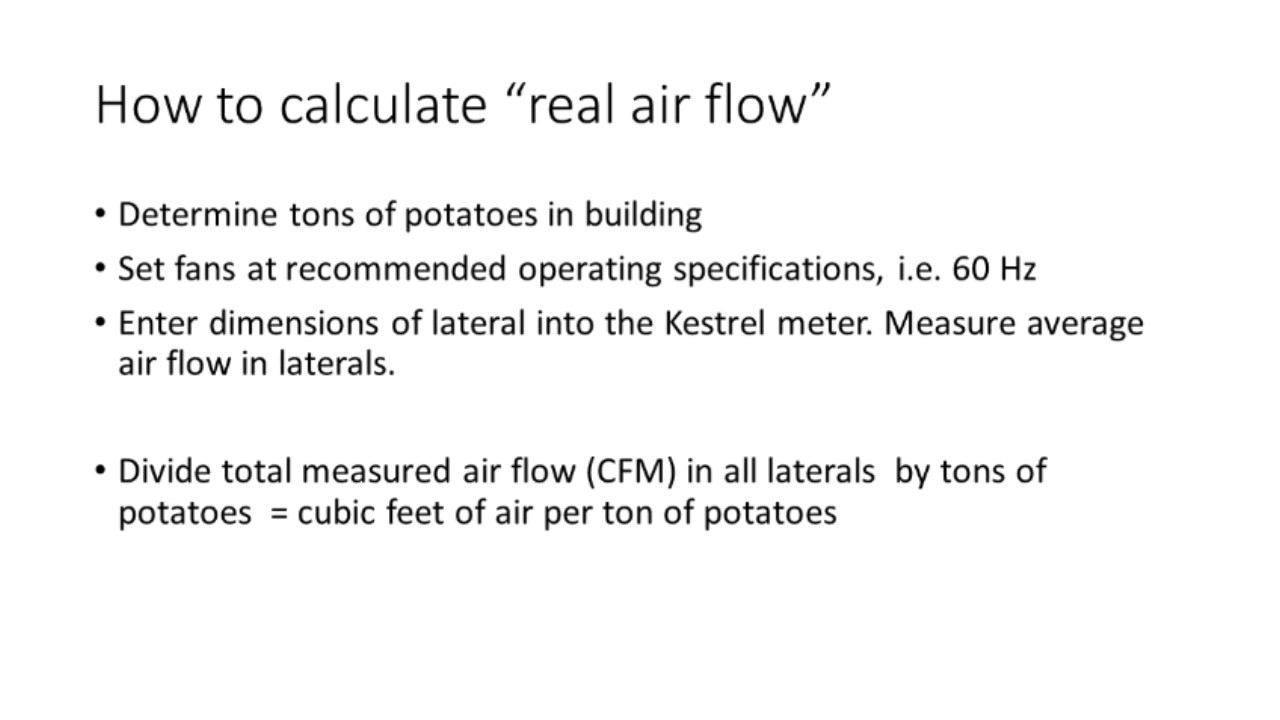 How to calculate “real air flow”
• Determine tons of potatoes in building
• Set fans at recommended operating specifications, i.e. 60 Hz
• Enter dimensions of lateral into the Kestrel meter. Measure average
air flow in laterals.
• Divide total measured air flow (CFM) in all laterals  by tons of
potatoes  = cubic feet of air per ton of potatoes